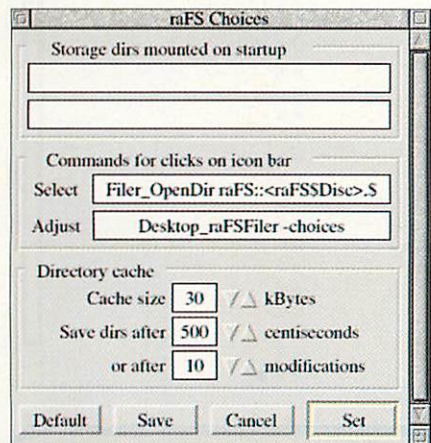 raFS Choices
Storage dirs mounted on startup
Commands for clicks on icon bar
Select Filer_OpenDir raFS::<raFS$Disc>.$
Adjust Desktop_raFSFiler -choices
Directory cache
Cache size 30 kBytes
Save dirs after 500 centiseconds
or after 10 modifications
Default Save Cancel Set